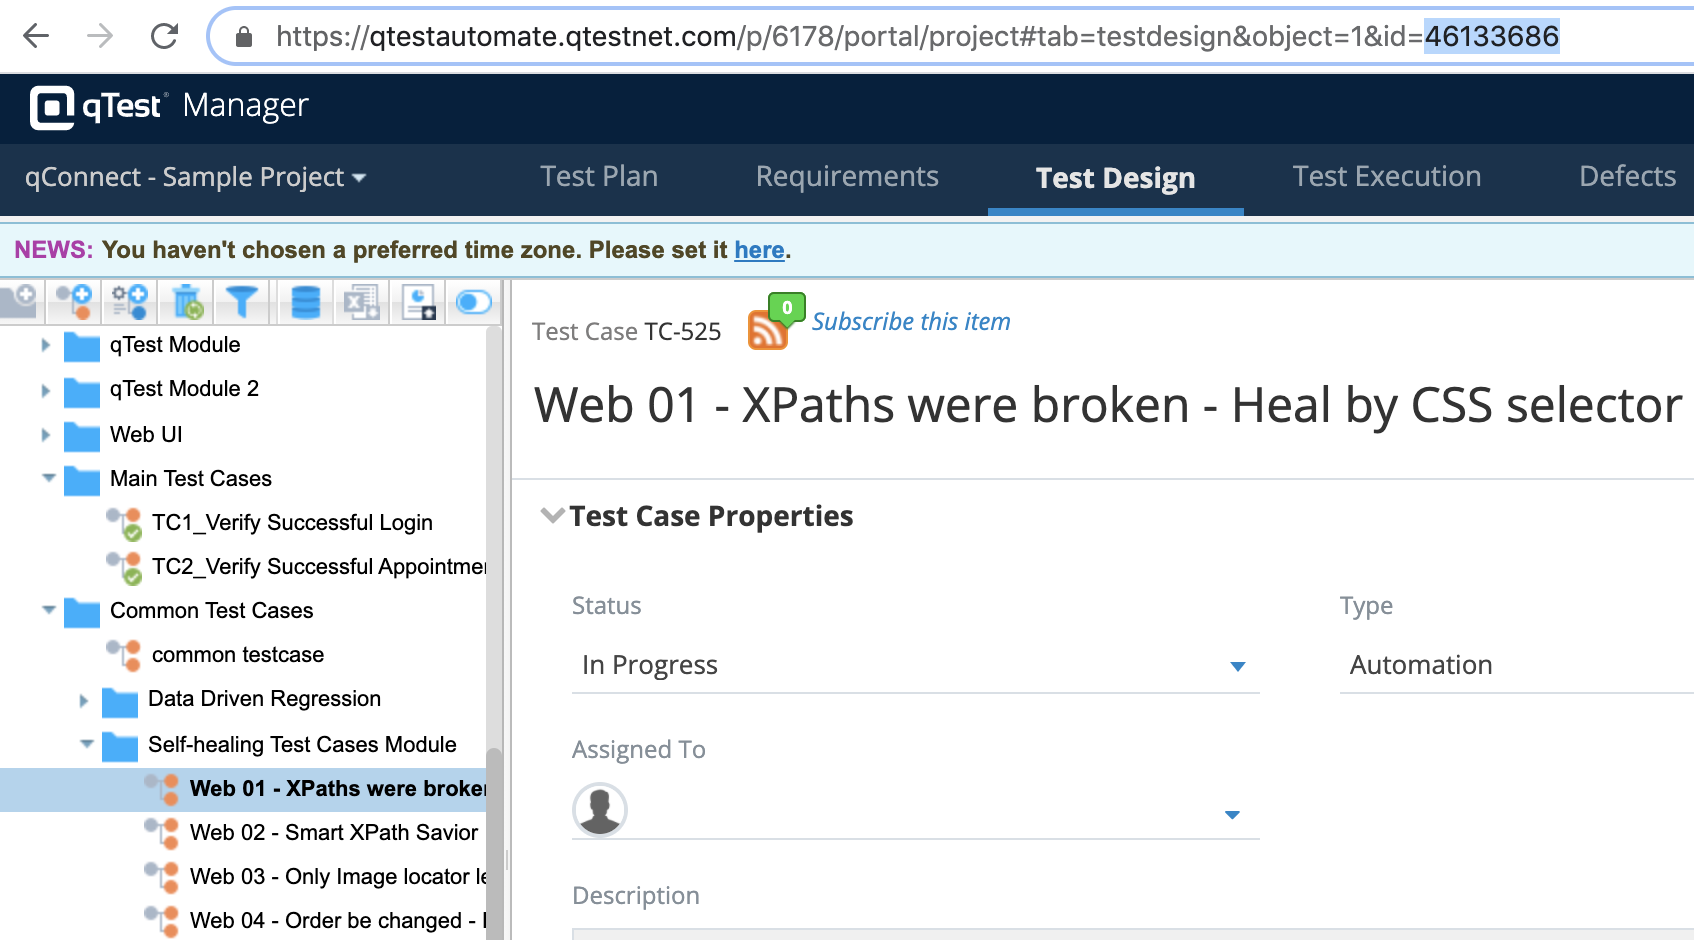 https://qtestautomate.qtestnet.com/p/6178/portal/project#tab=testdesign&object=1&id=46133686
qTest® Manager
qConnect - Sample Project
Test Plan
Requirements
Test Design
Test Execution
Defects
NEWS: You haven't chosen a preferred time zone. Please set it here.
qTest Module
qTest Module 2
Web UI
Main Test Cases
TC1_Verify Successful Login
TC2_Verify Successful Appointme
Common Test Cases
common testcase
Data Driven Regression
Self-healing Test Cases Module
Web 01 - XPaths were broke
Web 02 - Smart XPath Savior
Web 03 - Only Image locator le
Web 04 - Order be changed -
Test Case TC-525
0
Subscribe this item
Web 01 - XPaths were broken - Heal by CSS selector
Test Case Properties
Status
In Progress
Type
Automation
Assigned To
Description